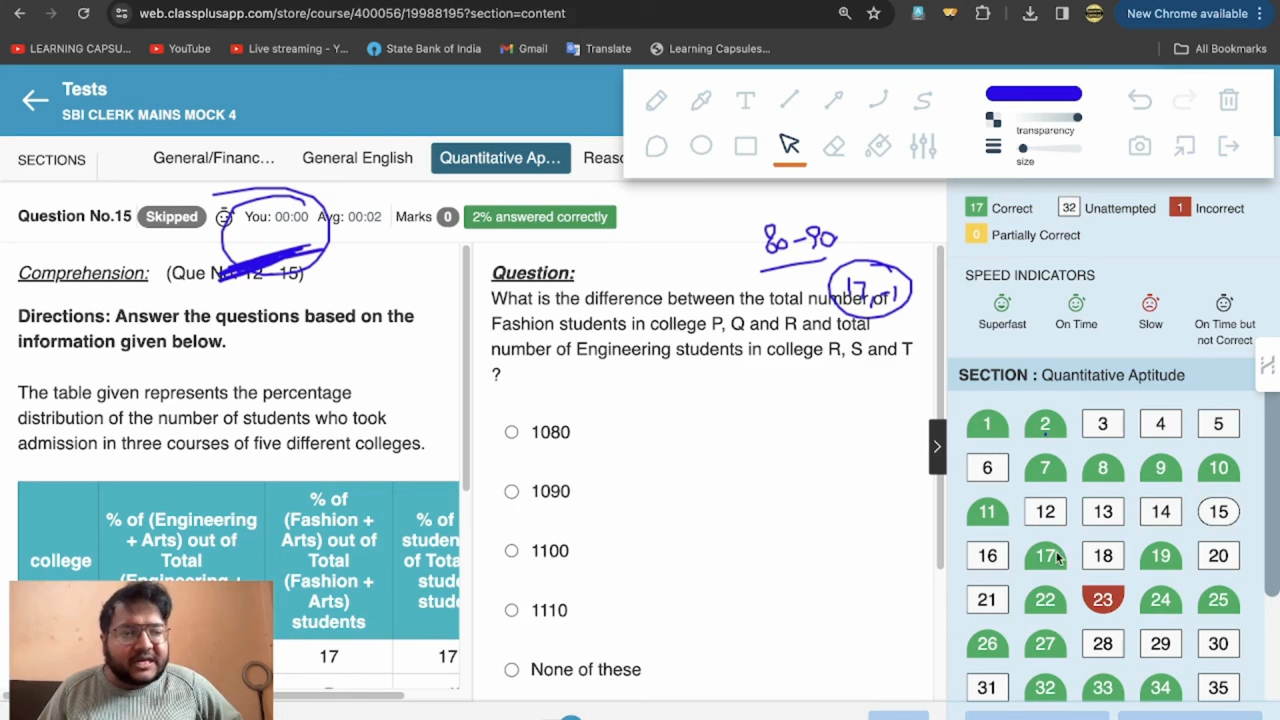 web.classplusapp.com/store/course/400056/19988195?section=content
New Chrome available
LEARNING CAPSU...
YouTube
Live streaming - Y...
State Bank of India
Gmail
Translate
Learning Capsules...
All Bookmarks
Tests
SBI CLERK MAINS MOCK 4
T
transparency
size
SECTIONS
General/Financ...
General English
Quantitative Ap...
Reaso
Question No.15
Skipped
You: 00:00
Avg: 00:02
Marks 0
2% answered correctly
17 Correct
32 Unattempted
1 Incorrect
0 Partially Correct
SPEED INDICATORS
Superfast
On Time
Slow
On Time but not Correct
Comprehension: (Que No. 12 - 15)
Directions: Answer the questions based on the
information given below.
The table given represents the percentage
distribution of the number of students who took
admission in three courses of five different colleges.
college
% of (Engineering
+ Arts) out of
Total
(Engineering +
% of
(Fashion +
Arts) out of
Total
(Fashion +
Arts)
students
% of
studen
of Tota
stude
stude
17
17
80-90
17, -1
Question:
What is the difference between the total number of
Fashion students in college P, Q and R and total
number of Engineering students in college R, S and T
?
1080
1090
1100
1110
None of these
SECTION : Quantitative Aptitude
1 2 3 4 5
6 7 8 9 10
11 12 13 14 15
16 17 18 19 20
21 22 23 24 25
26 27 28 29 30
31 32 33 34 35